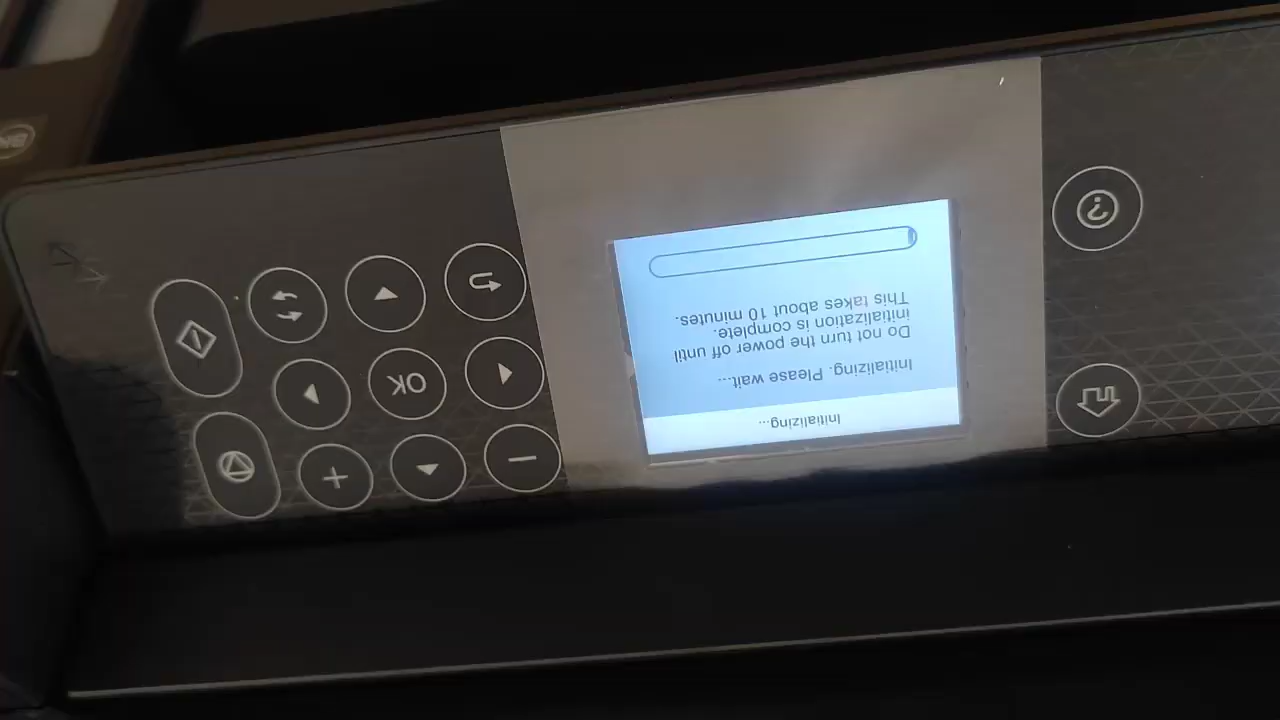 Initializing...
Initializing. Please wait...
Do not turn the power off until
initialization is complete.
This takes about 10 minutes.
OK